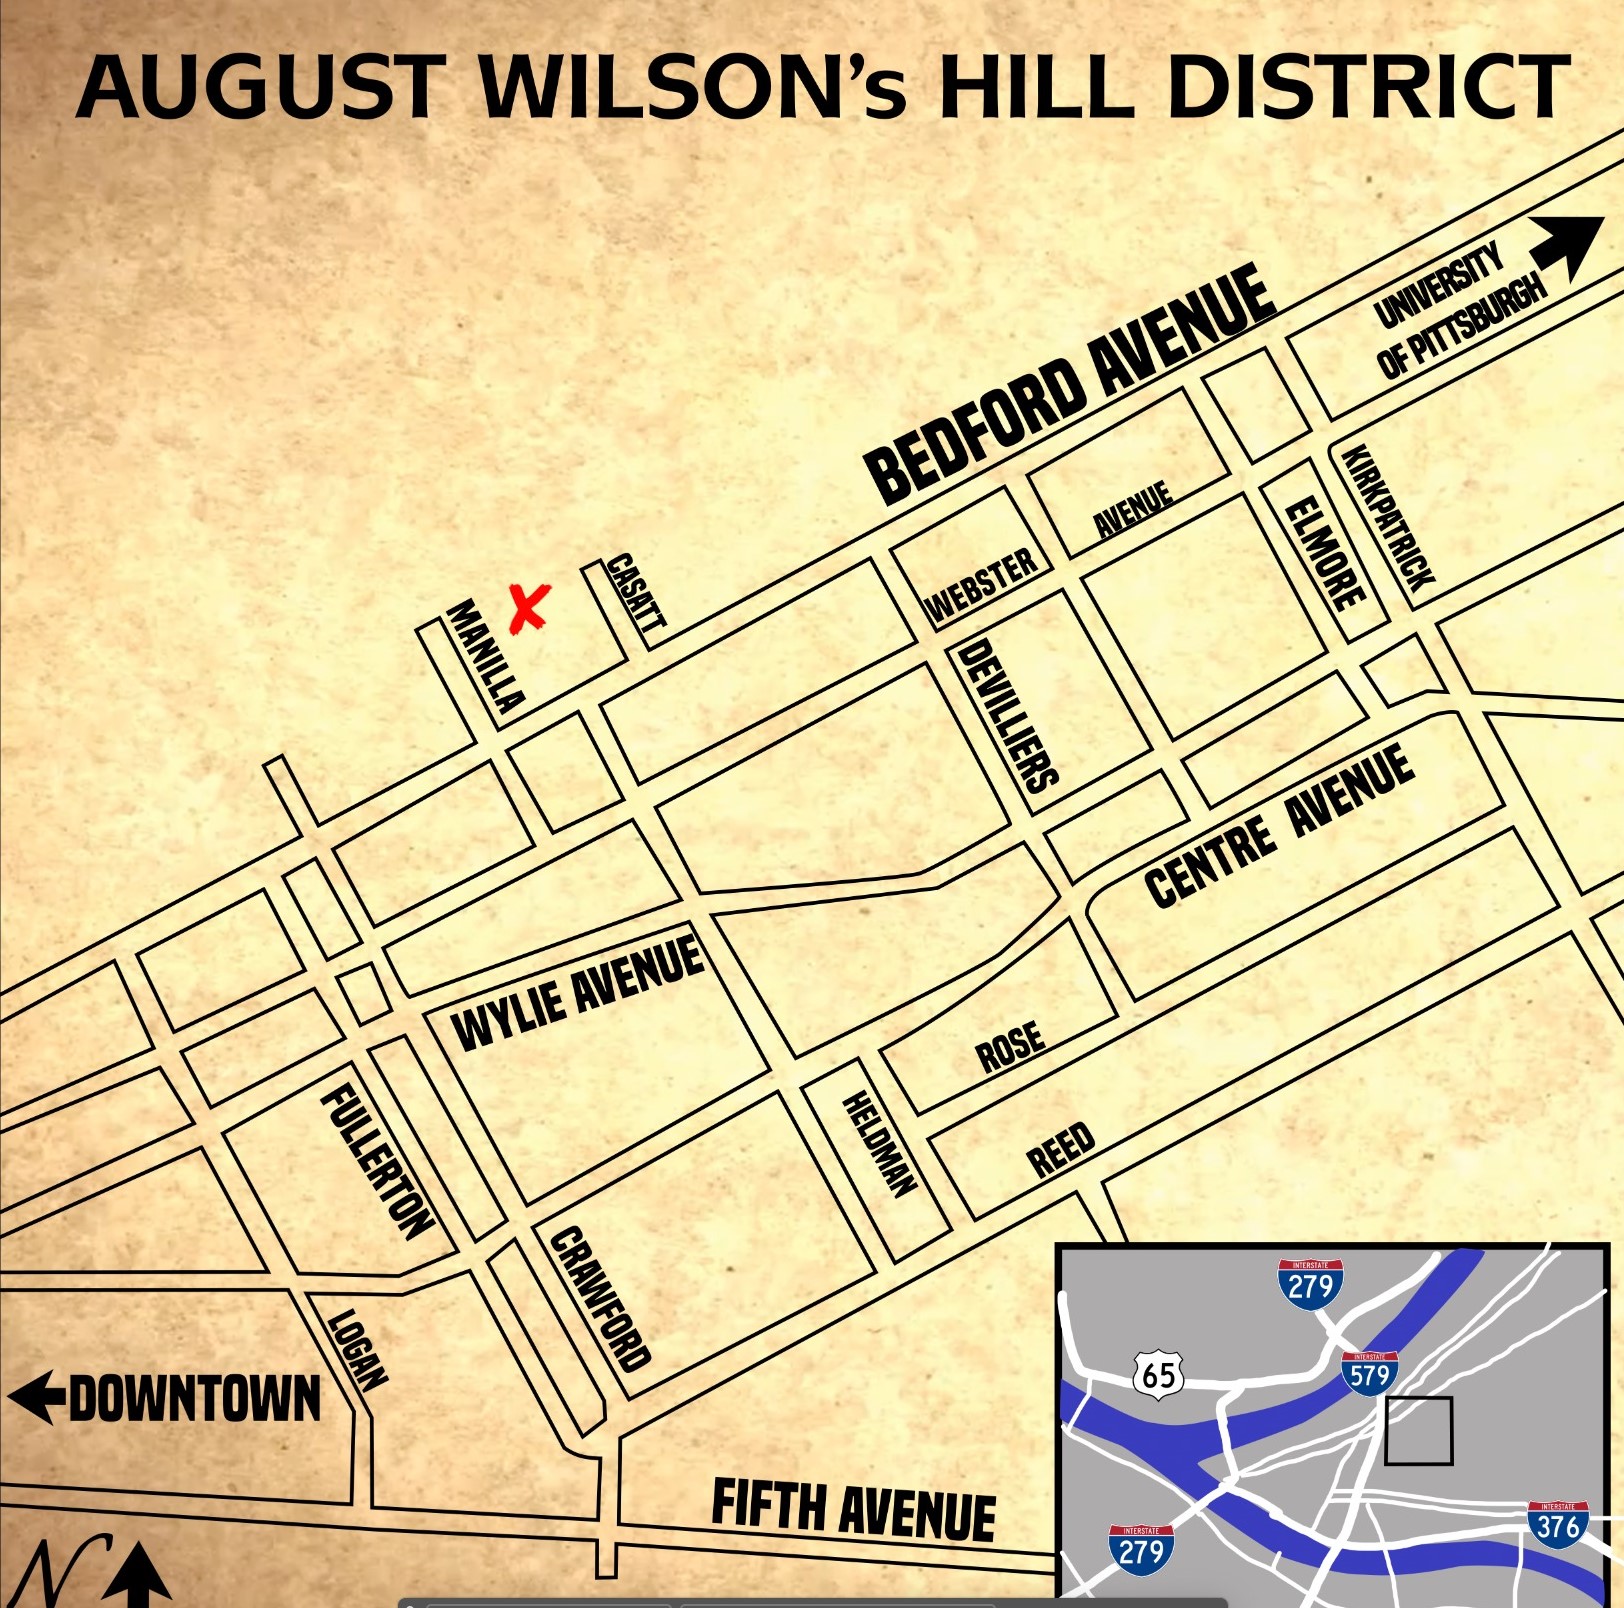 AUGUST WILSON's HILL DISTRICT
UNIVERSITY
OF PITTSBURGH
BEDFORD AVENUE
KIRKPATRICK
ELMORE
WEBSTER
AVENUE
CASATT
MANILLA
DEVILLIERS
CENTRE AVENUE
WYLIE AVENUE
ROSE
HELDMAN
REED
FULLERTON
CRAWFORD
LOGAN
DOWNTOWN
FIFTH AVENUE
N
INTERSTATE
279
INTERSTATE
579
65
INTERSTATE
376
INTERSTATE
279